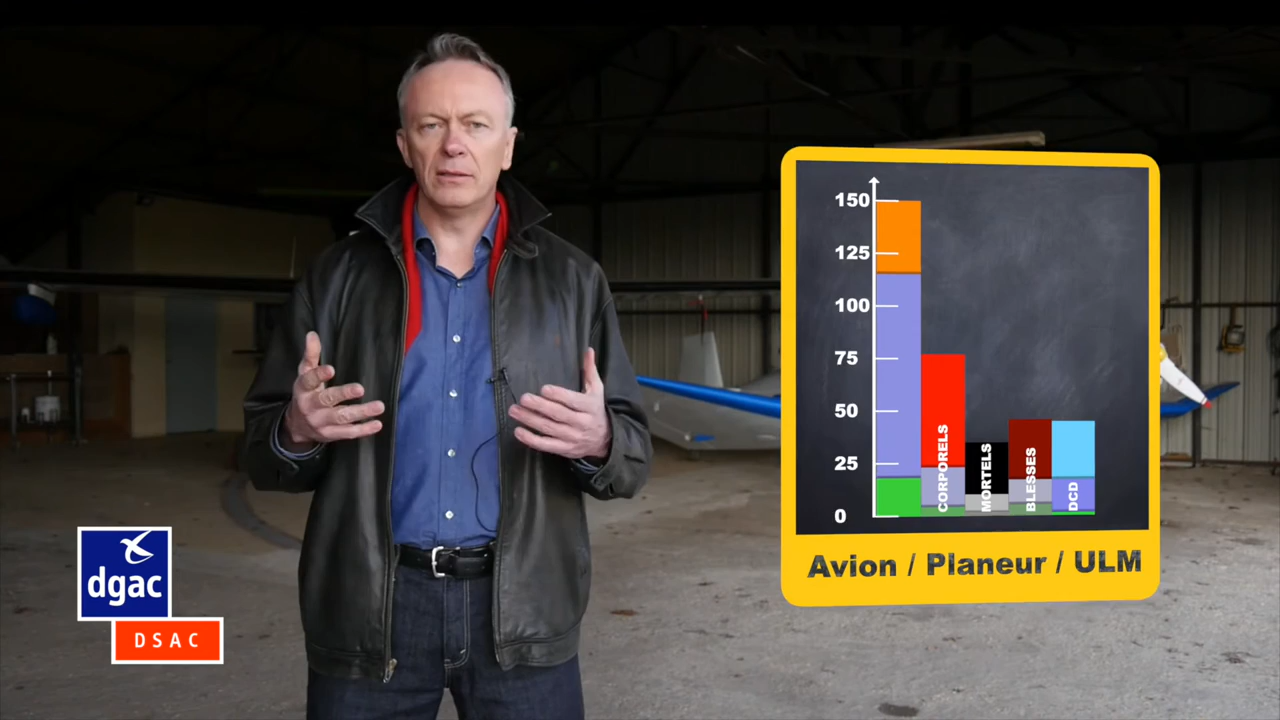 150
125
100
75
50
25
0
CORPORELS
MORTELS
BLESSES
DCD
Avion / Planeur / ULM
dgac
DSAC